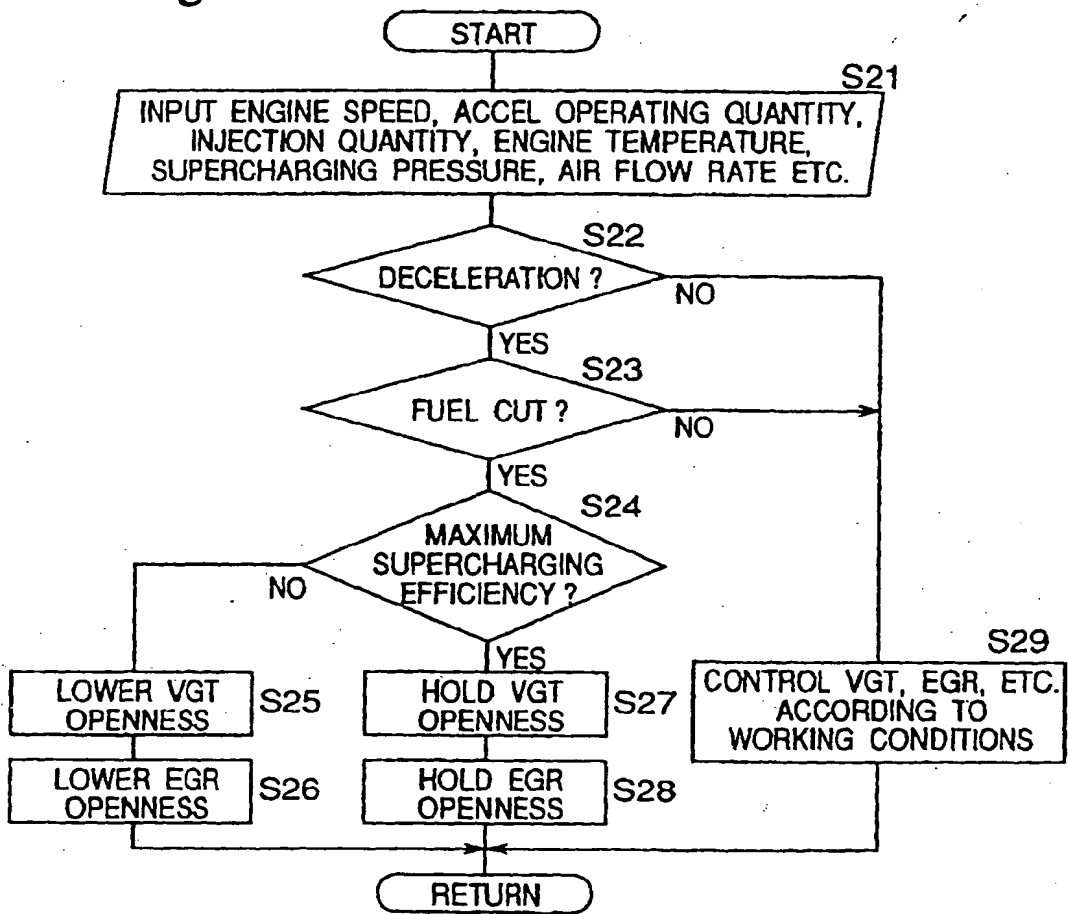 START
S21
INPUT ENGINE SPEED, ACCEL OPERATING QUANTITY,
INJECTION QUANTITY, ENGINE TEMPERATURE,
SUPERCHARGING PRESSURE, AIR FLOW RATE ETC.
S22
DECELERATION ?
NO
YES
S23
FUEL CUT ?
NO
YES
S24
MAXIMUM
SUPERCHARGING
EFFICIENCY ?
NO
YES
LOWER VGT
OPENNESS
S25
HOLD VGT
OPENNESS
S27
S29
CONTROL VGT, EGR, ETC.
ACCORDING TO
WORKING CONDITIONS
LOWER EGR
OPENNESS
S26
HOLD EGR
OPENNESS
S28
RETURN